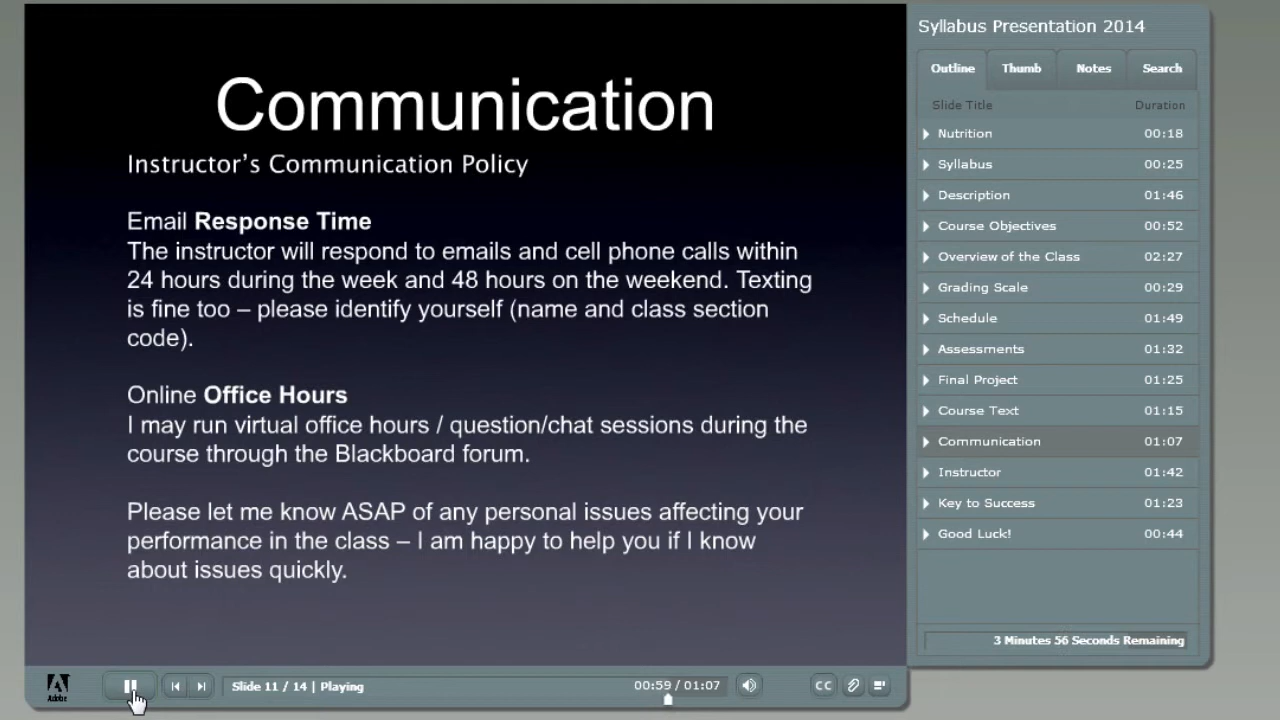 Communication
Instructor's Communication Policy
Email Response Time
The instructor will respond to emails and cell phone calls within
24 hours during the week and 48 hours on the weekend. Texting
is fine too – please identify yourself (name and class section
code).
Online Office Hours
I may run virtual office hours / question/chat sessions during the
course through the Blackboard forum.
Please let me know ASAP of any personal issues affecting your
performance in the class – I am happy to help you if I know
about issues quickly.
Adobe
Slide 11 / 14 | Playing
00:59 / 01:07
CC
Syllabus Presentation 2014
Outline Thumb Notes Search
Slide Title Duration
Nutrition 00:18
Syllabus 00:25
Description 01:46
Course Objectives 00:52
Overview of the Class 02:27
Grading Scale 00:29
Schedule 01:49
Assessments 01:32
Final Project 01:25
Course Text 01:15
Communication 01:07
Instructor 01:42
Key to Success 01:23
Good Luck! 00:44
3 Minutes 56 Seconds Remaining